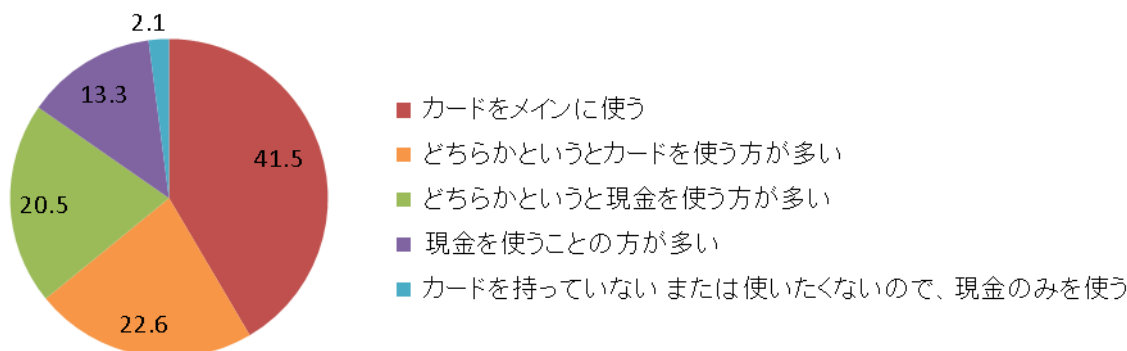 2.1
13.3
41.5
20.5
22.6
カードをメインに使う
どちらかというとカードを使う方が多い
どちらかというと現金を使う方が多い
現金を使うことの方が多い
カードを持っていない または使いたくないので、現金のみを使う